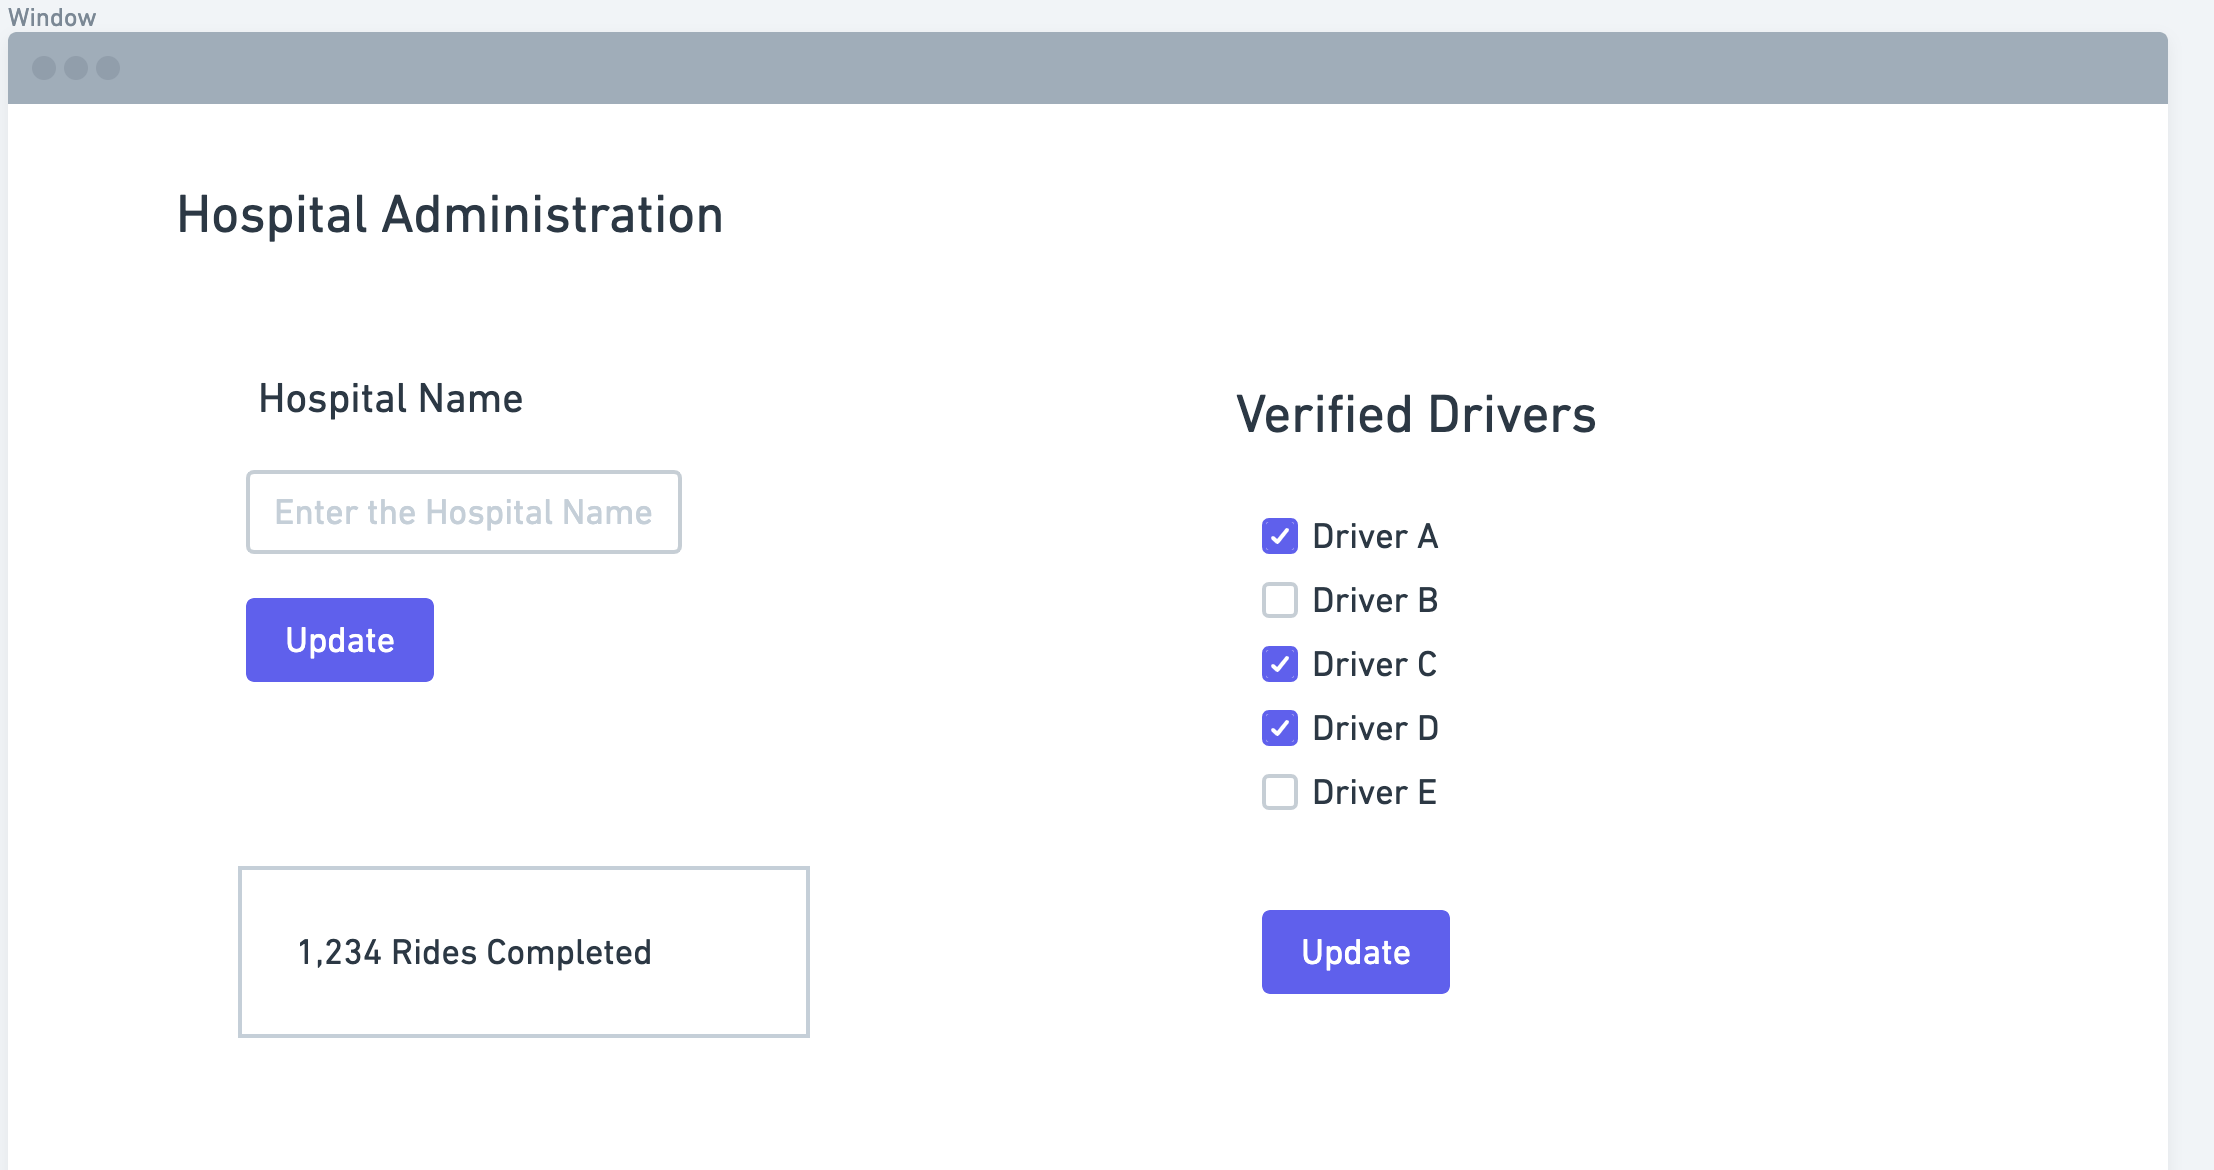 Window
Hospital Administration
Hospital Name
Enter the Hospital Name
Update
1,234 Rides Completed
Verified Drivers
Driver A
Driver B
Driver C
Driver D
Driver E
Update